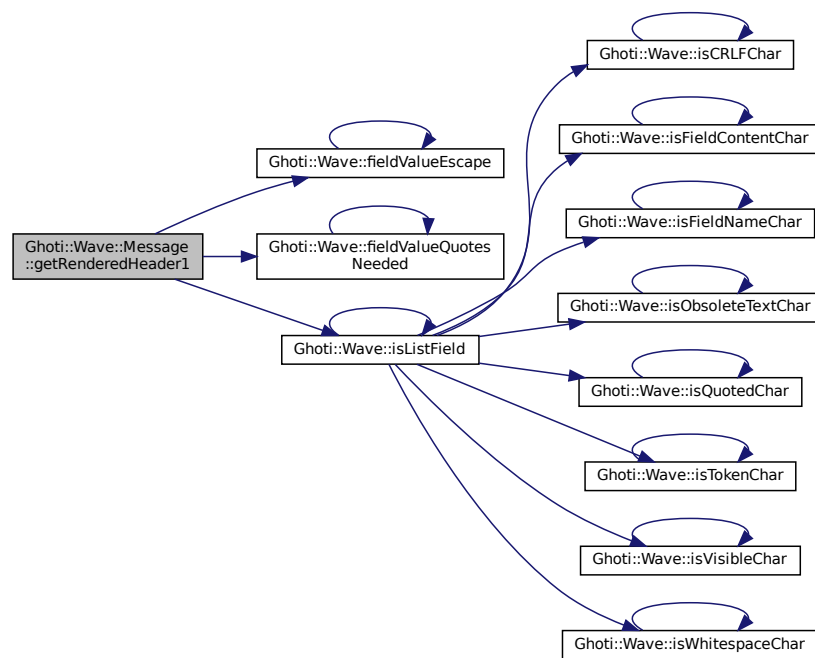 Ghoti::Wave::Message
::getRenderedHeader1
Ghoti::Wave::fieldValueEscape
Ghoti::Wave::fieldValueQuotes
Needed
Ghoti::Wave::isListField
Ghoti::Wave::isCRLFChar
Ghoti::Wave::isFieldContentChar
Ghoti::Wave::isFieldNameChar
Ghoti::Wave::isObsoleteTextChar
Ghoti::Wave::isQuotedChar
Ghoti::Wave::isTokenChar
Ghoti::Wave::isVisibleChar
Ghoti::Wave::isWhitespaceChar